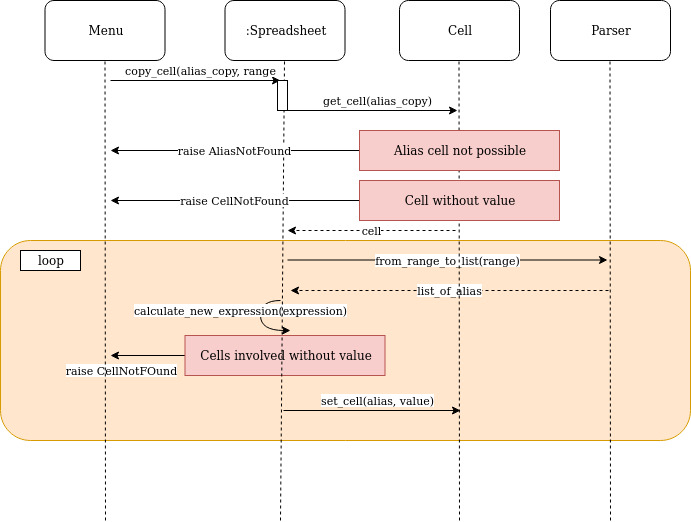 Menu
:Spreadsheet
Cell
Parser
copy_cell(alias_copy, range
get_cell(alias_copy)
raise AliasNotFound
Alias cell not possible
raise CellNotFound
Cell without value
cell
loop
from_range_to_list(range)
list_of_alias
calculate_new_expression(expression)
Cells involved without value
raise CellNotFOund
set_cell(alias, value)